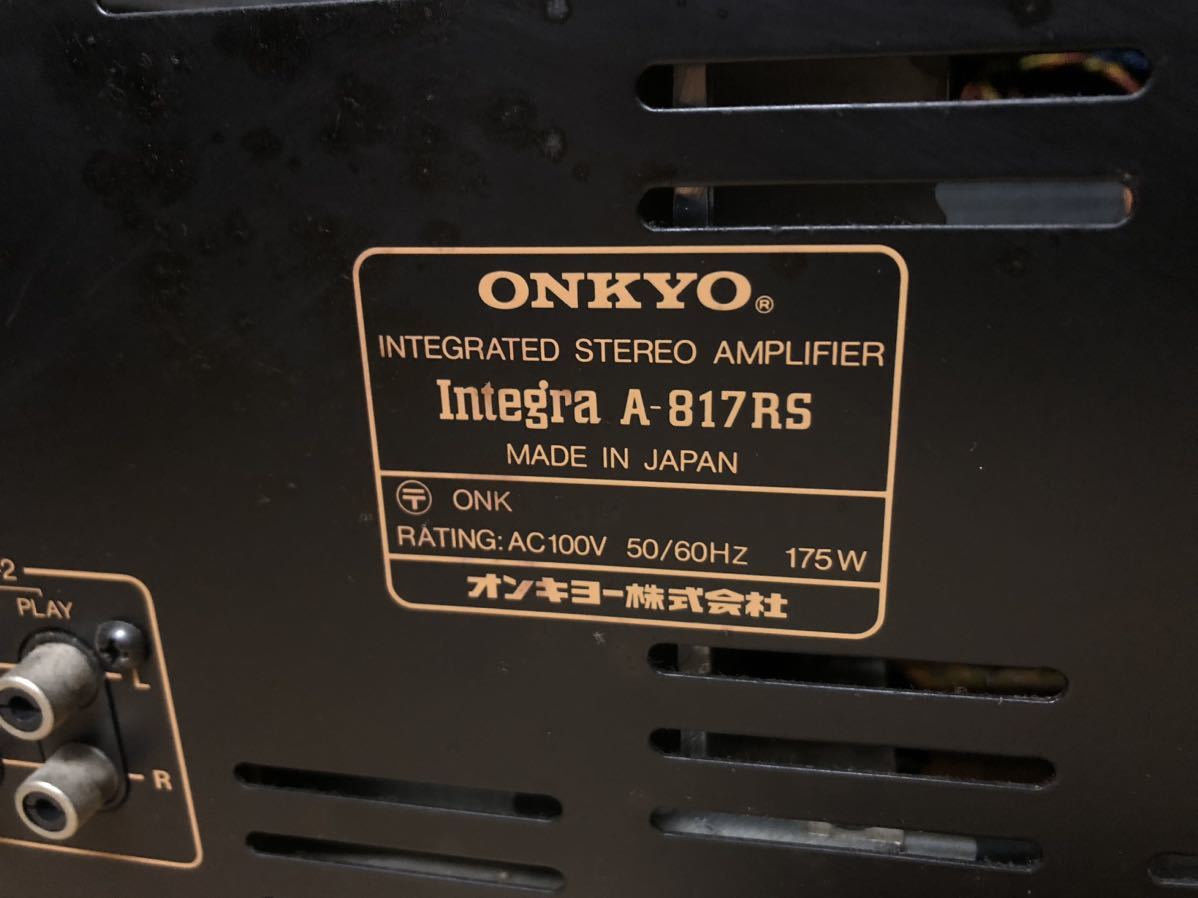 ONKYO®
INTEGRATED STEREO AMPLIFIER
Integra A-817RS
MADE IN JAPAN
〶 ONK
RATING: AC100V 50/60Hz 175W
オンキヨー株式会社
2
PLAY
L
R